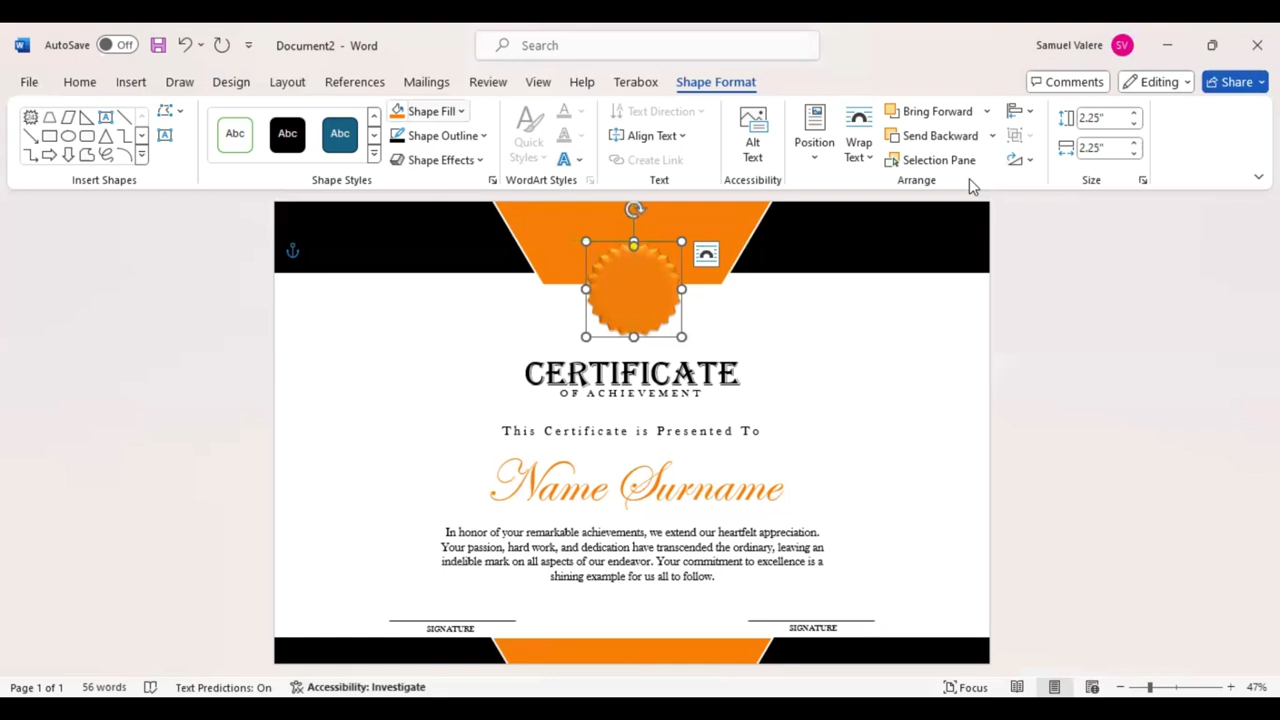 AutoSave Off Document2 - Word Search Samuel Valere SV
File Home Insert Draw Design Layout References Mailings Review View Help Terabox Shape Format Comments Editing Share
Abc Abc Abc
Shape Fill
Shape Outline
Shape Effects
Quick
Styles
Text Direction
Align Text
Create Link
Alt
Text
Position
Wrap
Text
Bring Forward
Send Backward
Selection Pane
2.25"
2.25"
Insert Shapes Shape Styles WordArt Styles Text Accessibility Arrange Size
CERTIFICATE
OF ACHIEVEMENT
This Certificate is Presented To
Name Surname
In honor of your remarkable achievements, we extend our heartfelt appreciation.
Your passion, hard work, and dedication have transcended the ordinary, leaving an
indelible mark on all aspects of our endeavor. Your commitment to excellence is a
shining example for us all to follow.
SIGNATURE SIGNATURE
Page 1 of 1 56 words Text Predictions: On Accessibility: Investigate Focus 47%